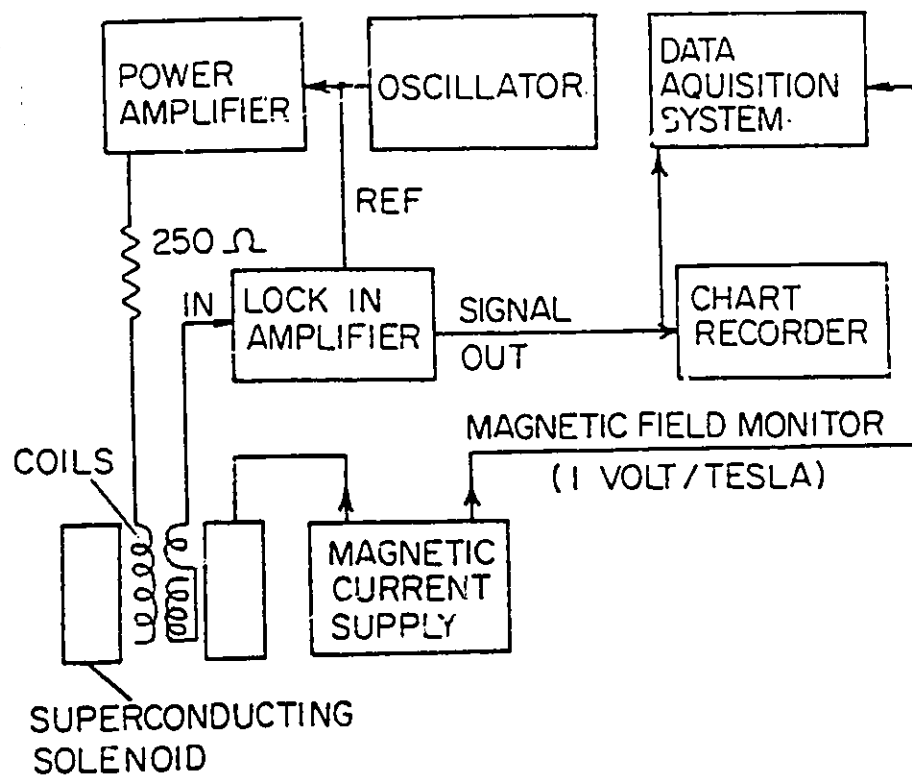 POWER
AMPLIFIER
OSCILLATOR
DATA
AQUISITION
SYSTEM
REF
250 Ω
IN
LOCK IN
AMPLIFIER
SIGNAL
OUT
CHART
RECORDER
MAGNETIC FIELD MONITOR
(1 VOLT/TESLA)
COILS
MAGNETIC
CURRENT
SUPPLY
SUPERCONDUCTING
SOLENOID